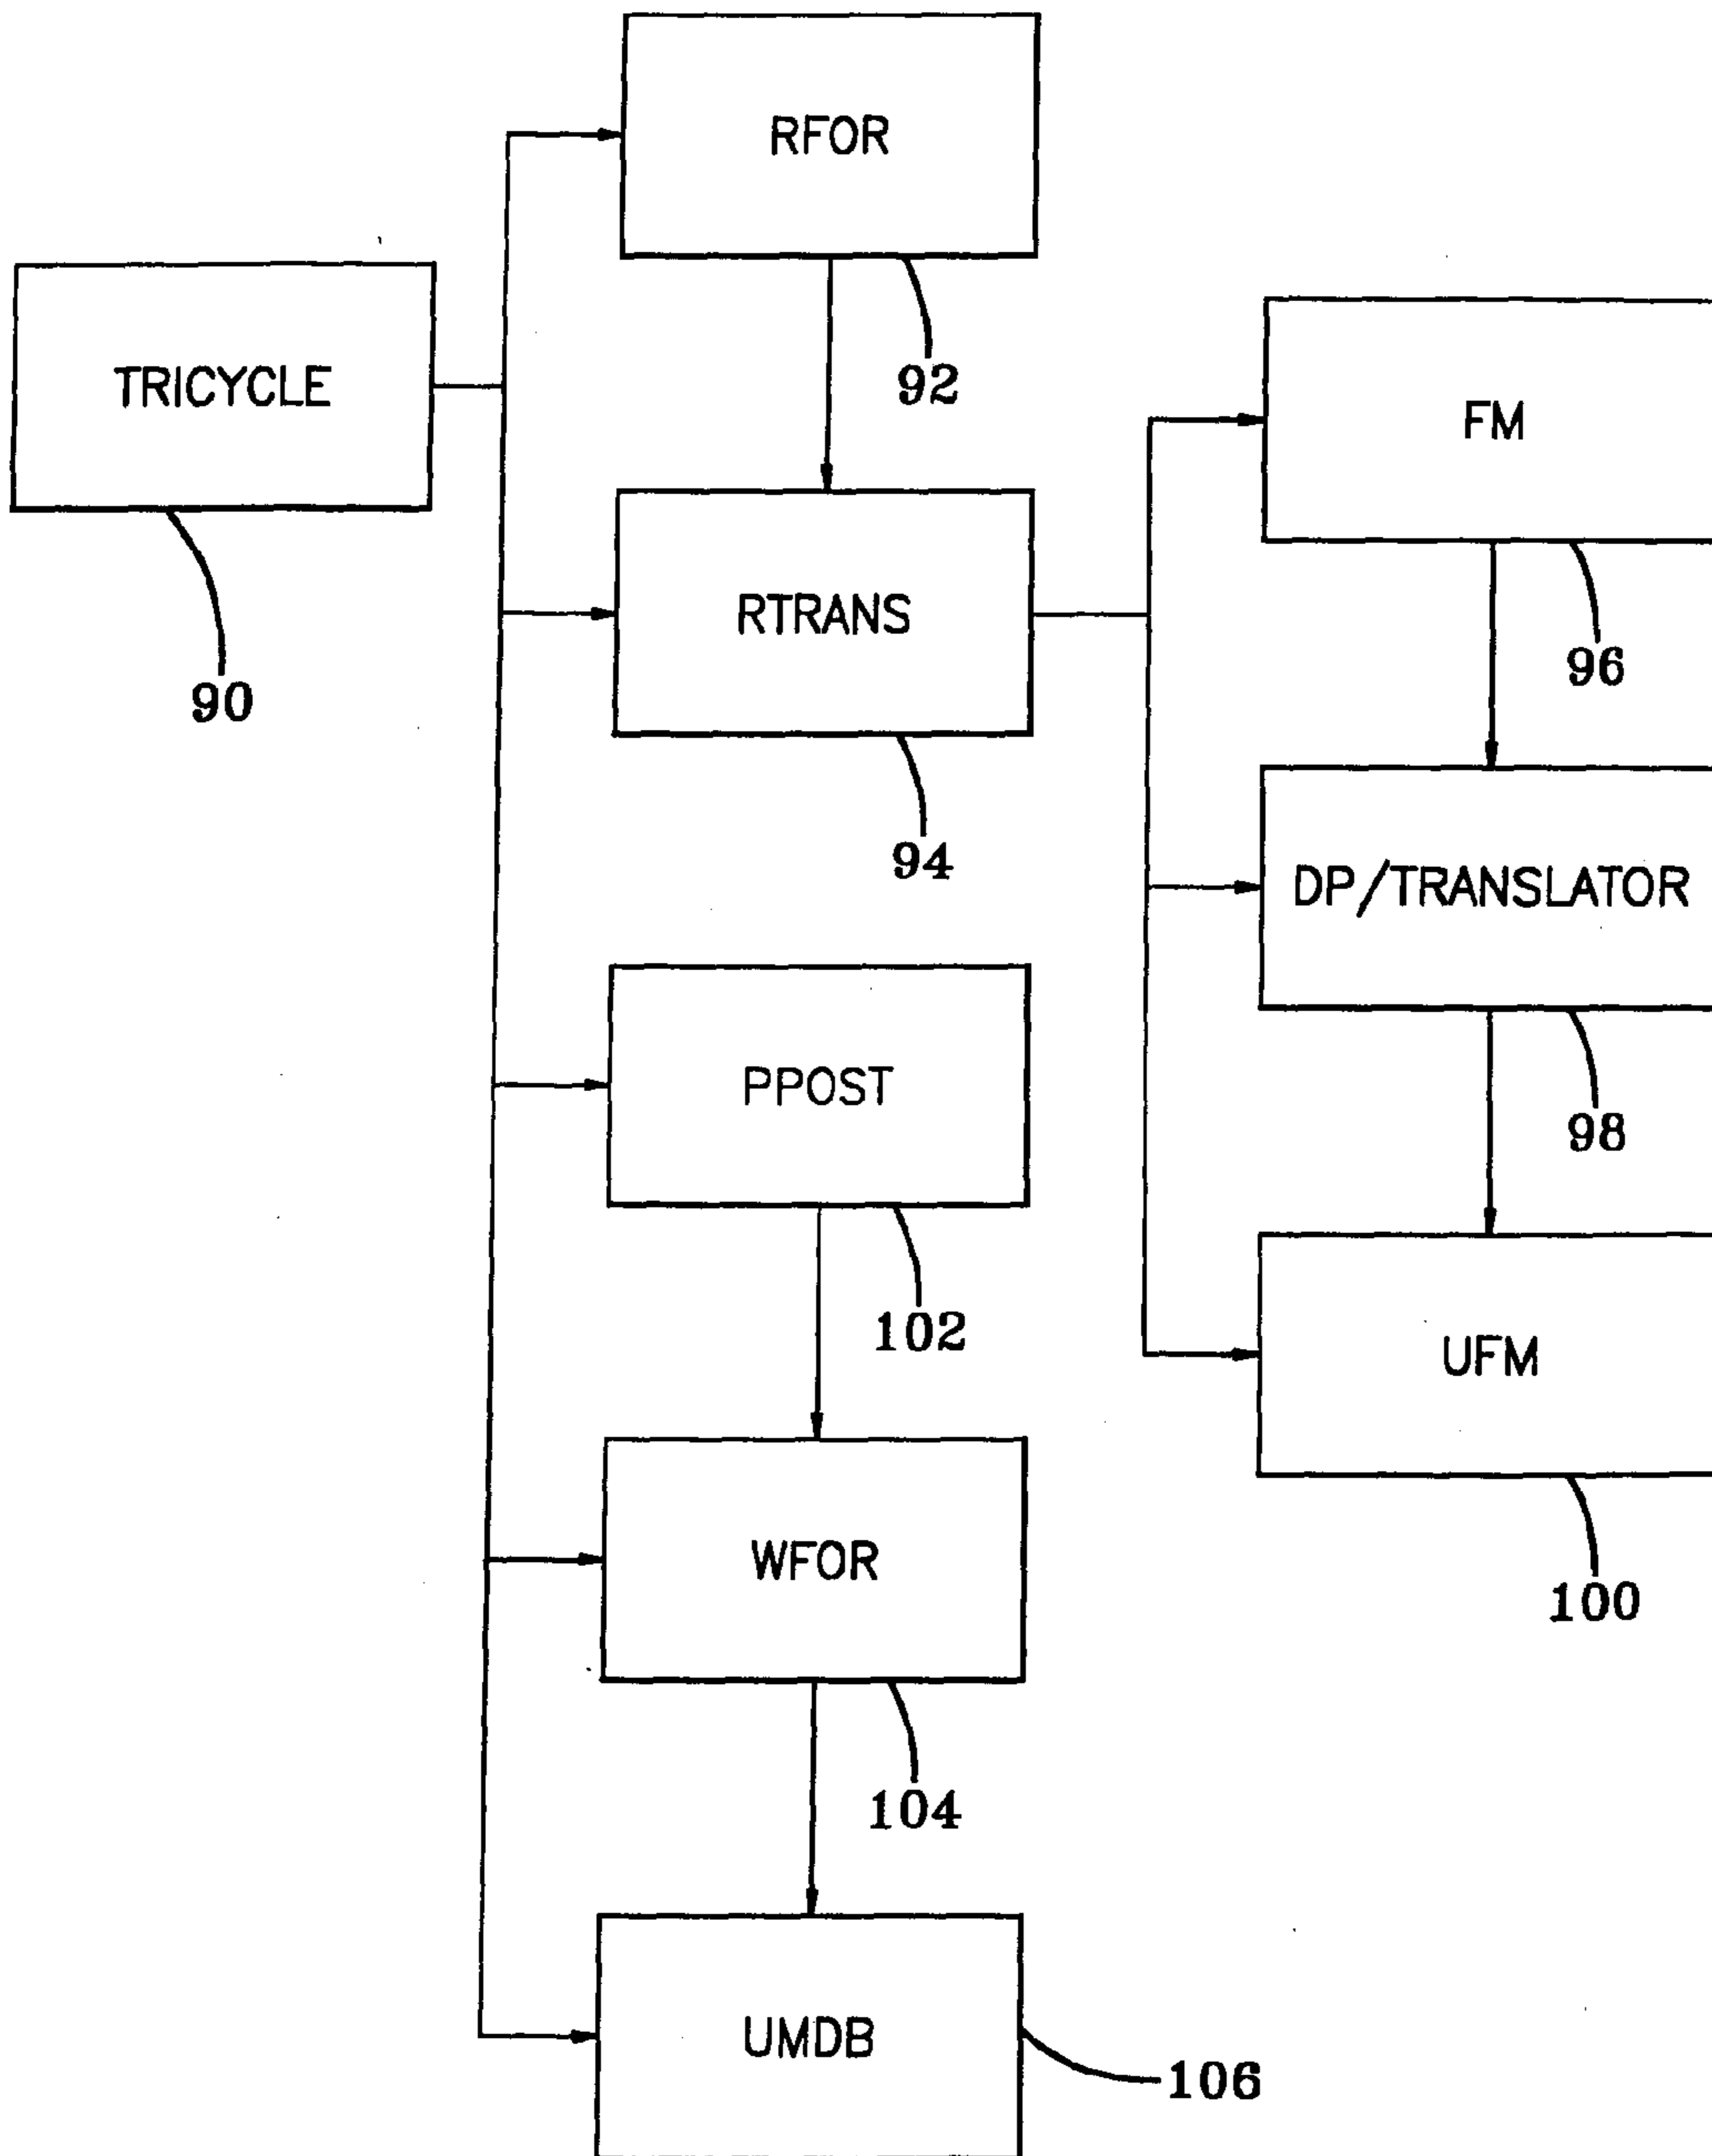 RFOR
92
TRICYCLE
90
FM
96
RTRANS
94
DP/TRANSLATOR
98
PPOST
102
UFM
100
WFOR
104
UMDB
106